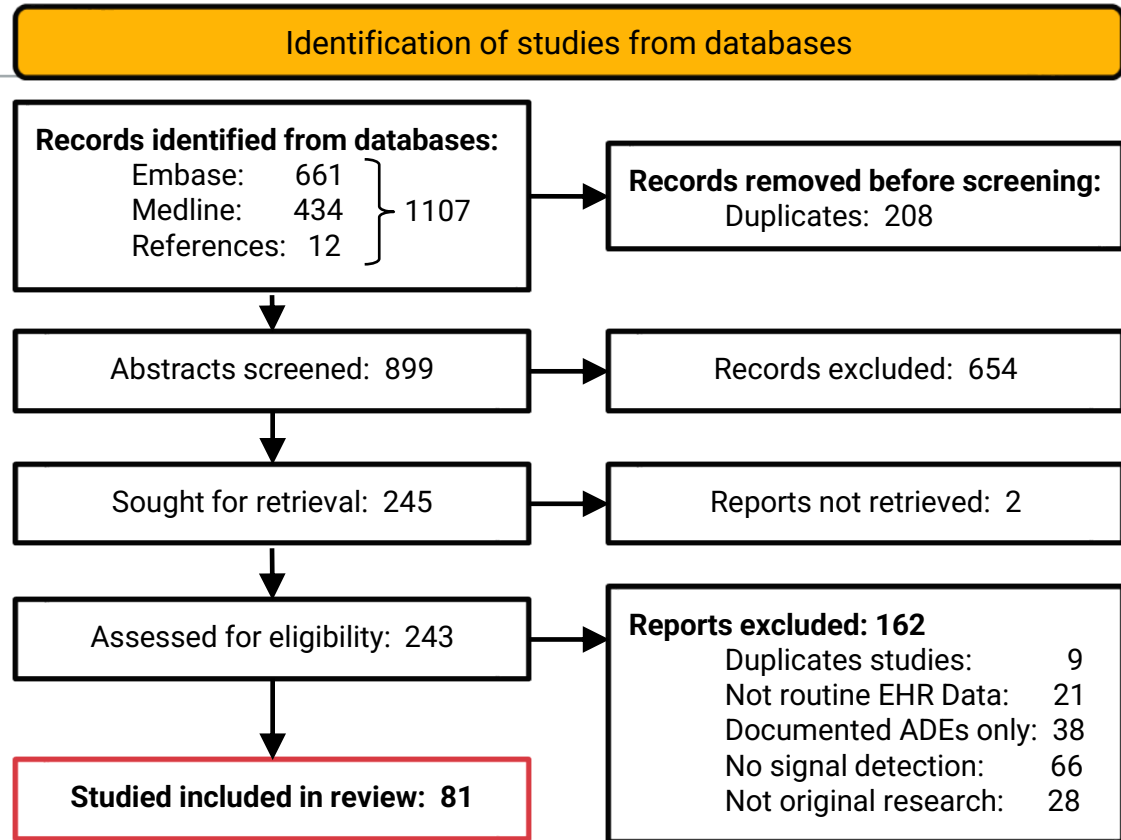 Identification of studies from databases
Records identified from databases:
Embase: 661
Medline: 434
References: 12
1107
Records removed before screening:
Duplicates: 208
Abstracts screened: 899
Records excluded: 654
Sought for retrieval: 245
Reports not retrieved: 2
Assessed for eligibility: 243
Reports excluded: 162
Duplicates studies: 9
Not routine EHR Data: 21
Documented ADEs only: 38
No signal detection: 66
Not original research: 28
Studied included in review: 81